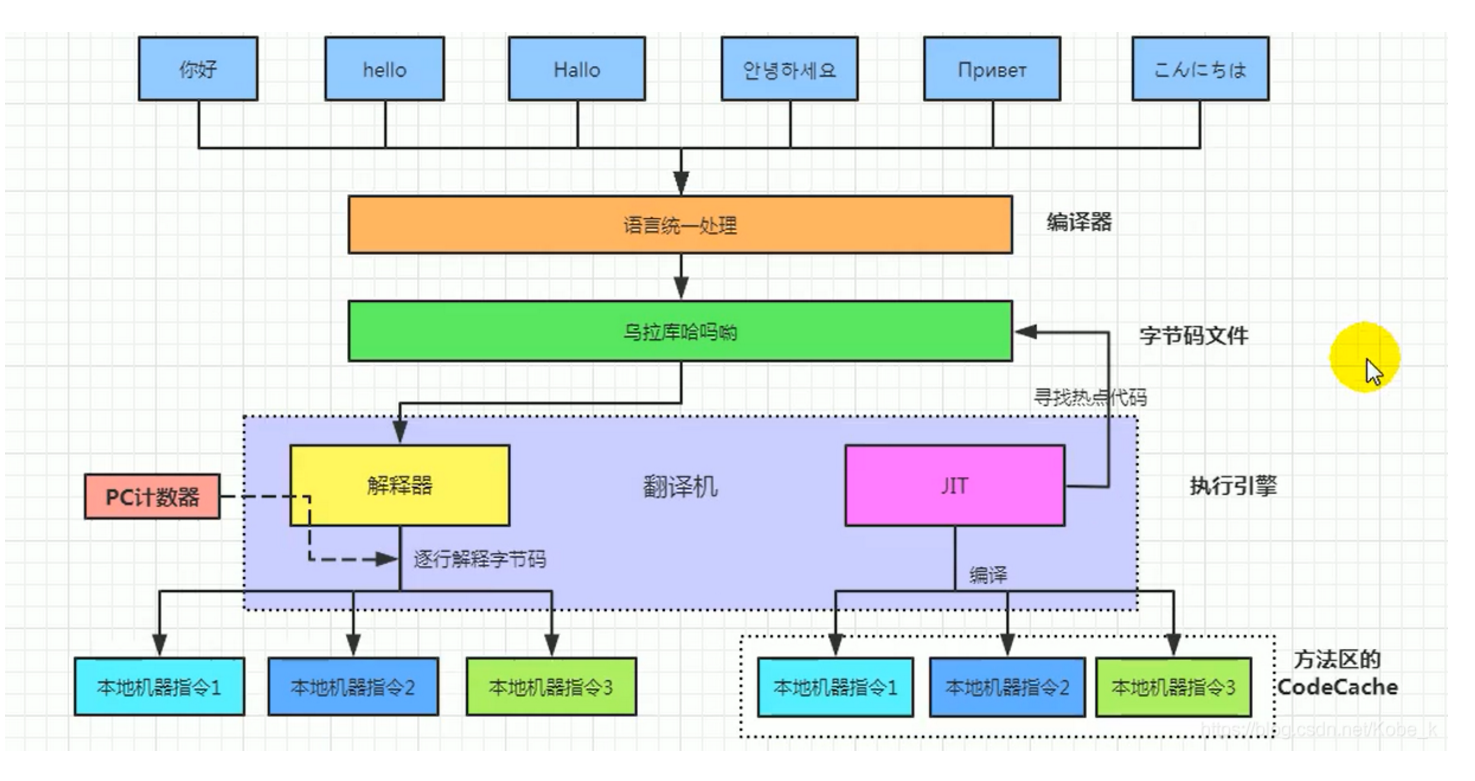 你好
hello
Hallo
안녕하세요
Привет
こんにちは
语言统一处理
编译器
乌拉库哈吗呦
字节码文件
寻找热点代码
PC计数器
解释器
翻译机
JIT
执行引擎
逐行解释字节码
编译
本地机器指令1
本地机器指令2
本地机器指令3
本地机器指令1
本地机器指令2
本地机器指令3
方法区的
CodeCache
https://blog.csdn.net/Kobe_k